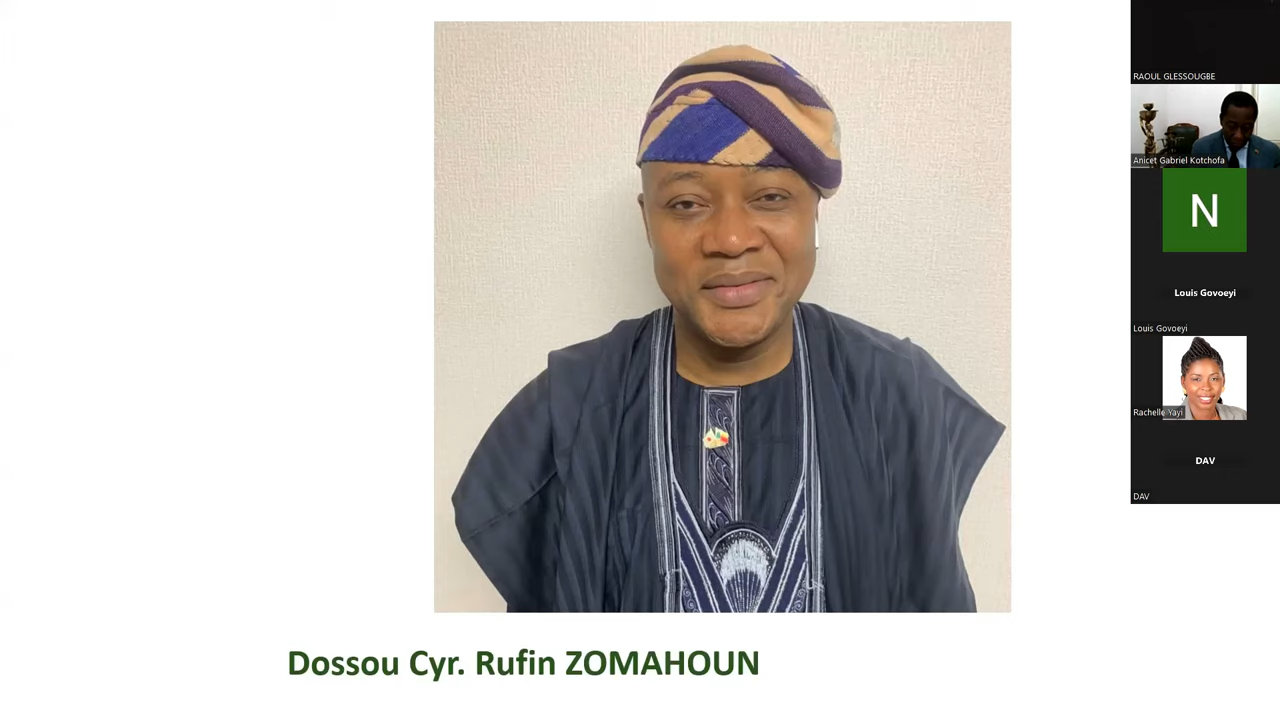 RAOUL GLESSOUGBE
Anicet Gabriel Kotchofa
N
Louis Govoeyi
Louis Govoeyi
Rachelle Yayi
DAV
DAV
Dossou Cyr. Rufin ZOMAHOUN